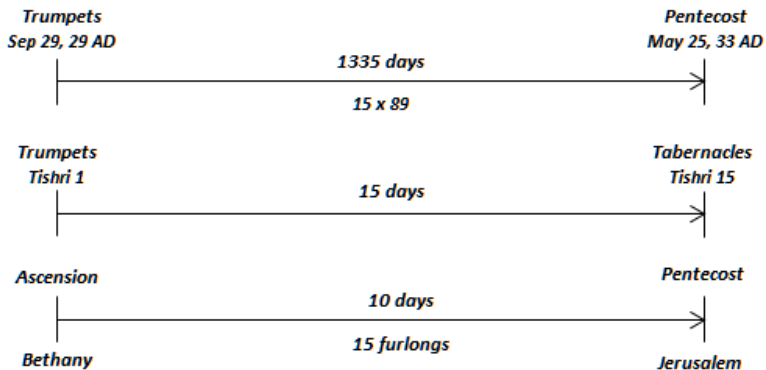 Trumpets
Sep 29, 29 AD
Pentecost
May 25, 33 AD
1335 days
15 x 89
Trumpets
Tishri 1
Tabernacles
Tishri 15
15 days
Ascension
Pentecost
10 days
15 furlongs
Bethany
Jerusalem